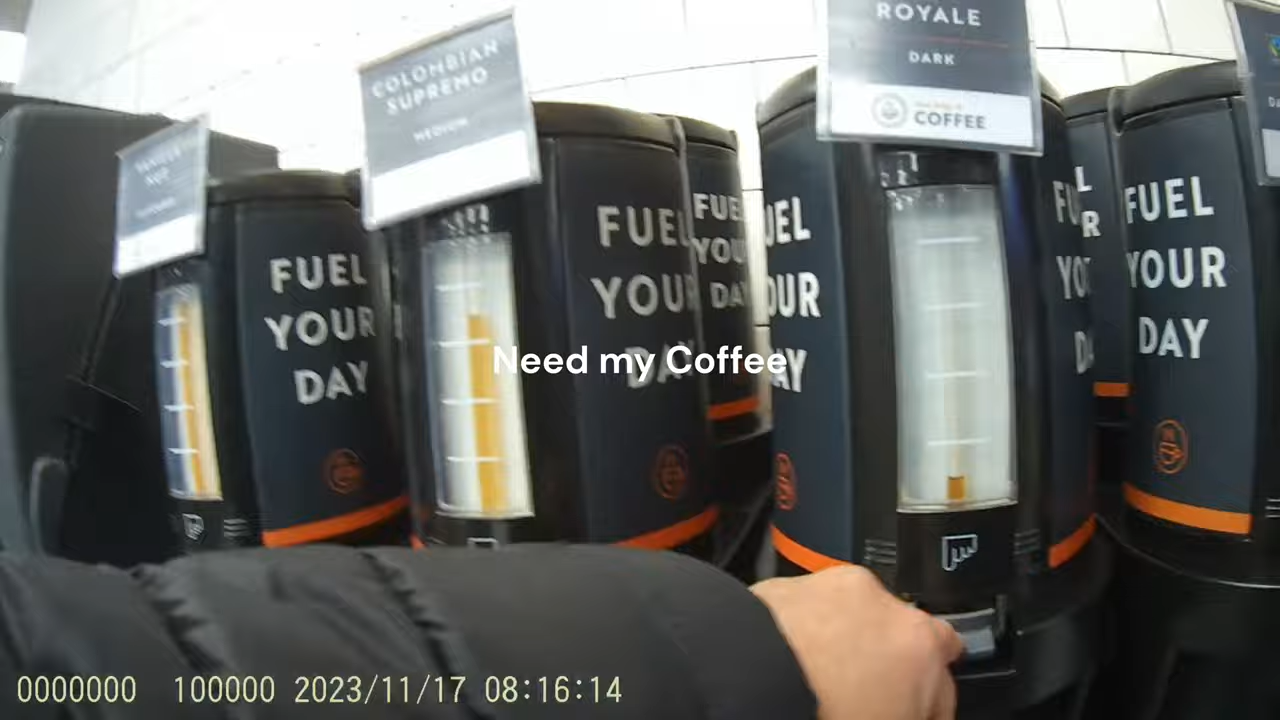 COLOMBIAN
SUPREMO
MEDIUM
ROYALE
DARK
COFFEE
FUEL
YOUR
DAY
FUEL
YOUR
DAY
FUEL
YOUR
DAY
FUEL
YOUR
DAY
Need my Coffee
0000000 100000 2023/11/17 08:16:14